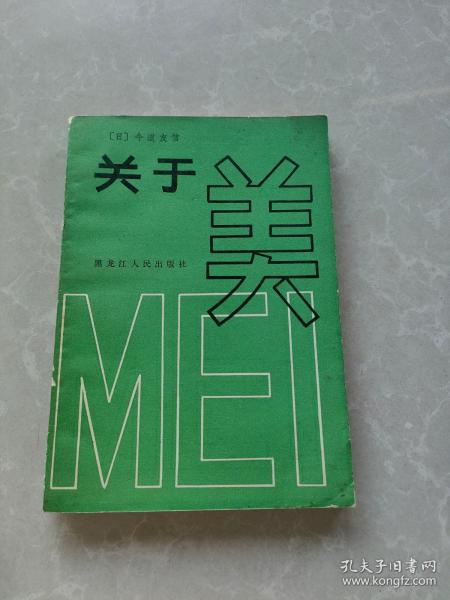 〔日〕今道友信
关于美
黑龙江人民出版社
MEI
孔夫子旧书网
www.kongfz.com